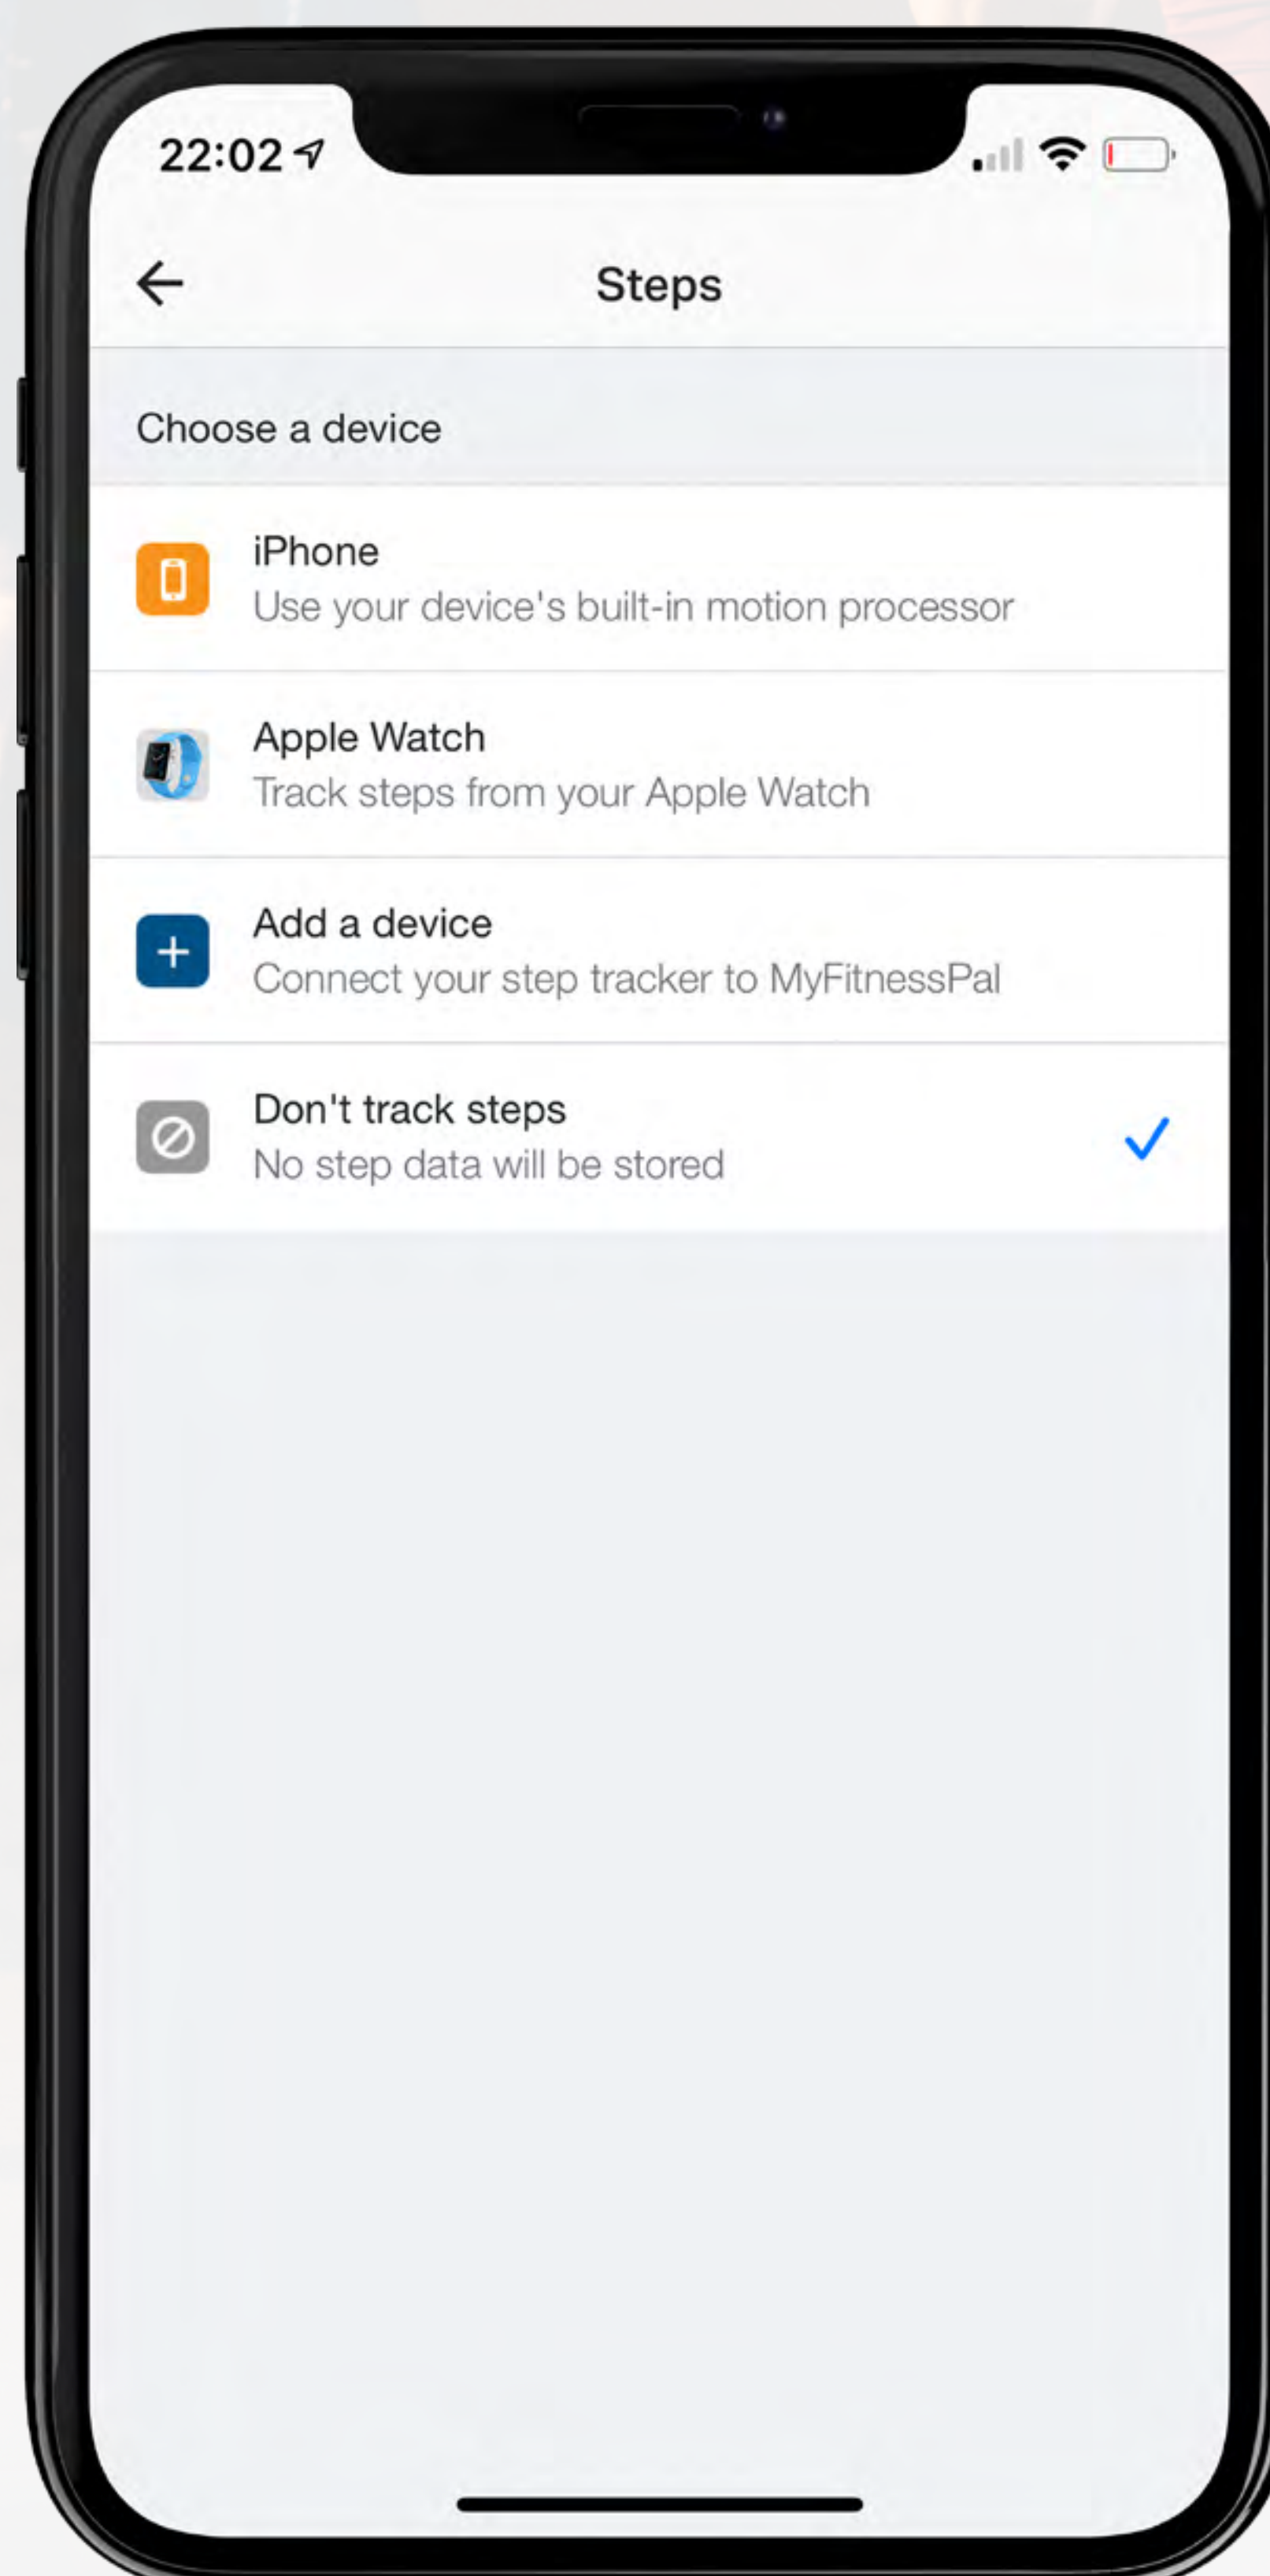 22:02
Steps
Choose a device
iPhone
Use your device's built-in motion processor
Apple Watch
Track steps from your Apple Watch
Add a device
Connect your step tracker to MyFitnessPal
Don't track steps
No step data will be stored